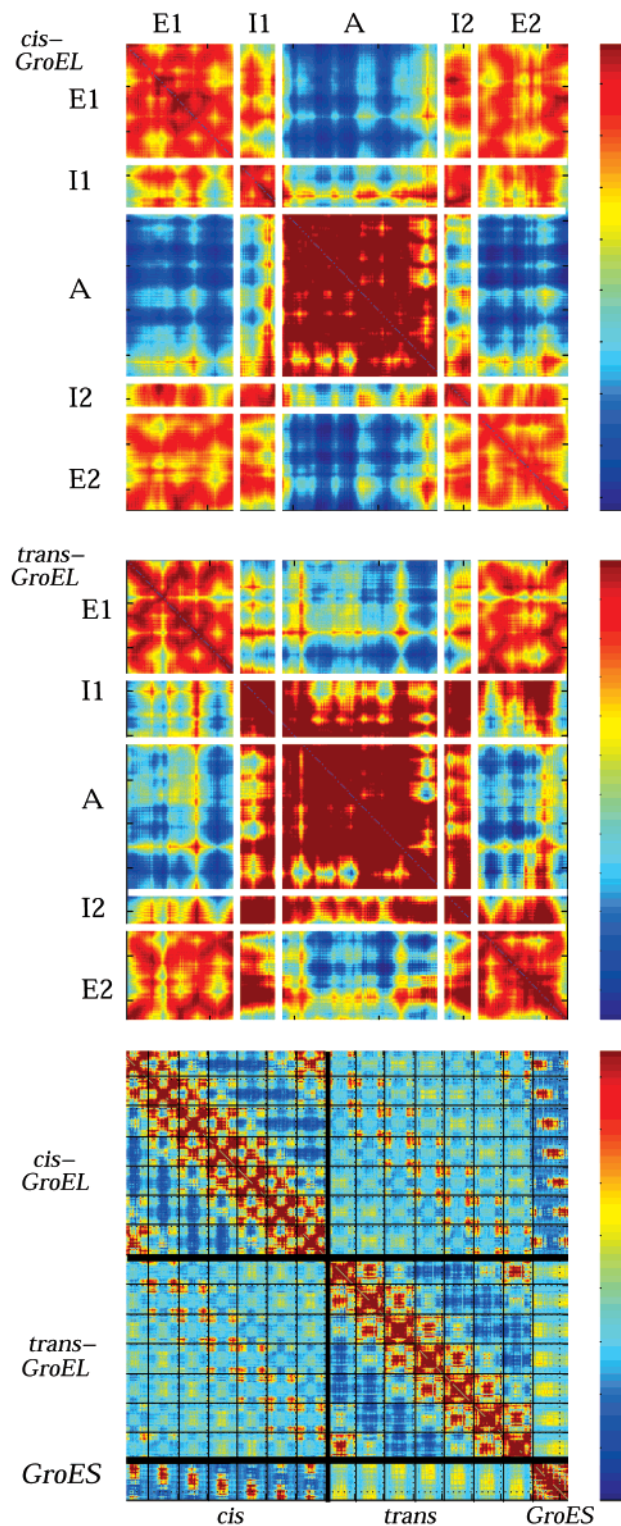 E1 I1 A I2 E2
cis–
GroEL
E1
I1
A
I2
E2
trans–
GroEL
E1
I1
A
I2
E2
cis–
GroEL
trans–
GroEL
GroES
cis trans GroES